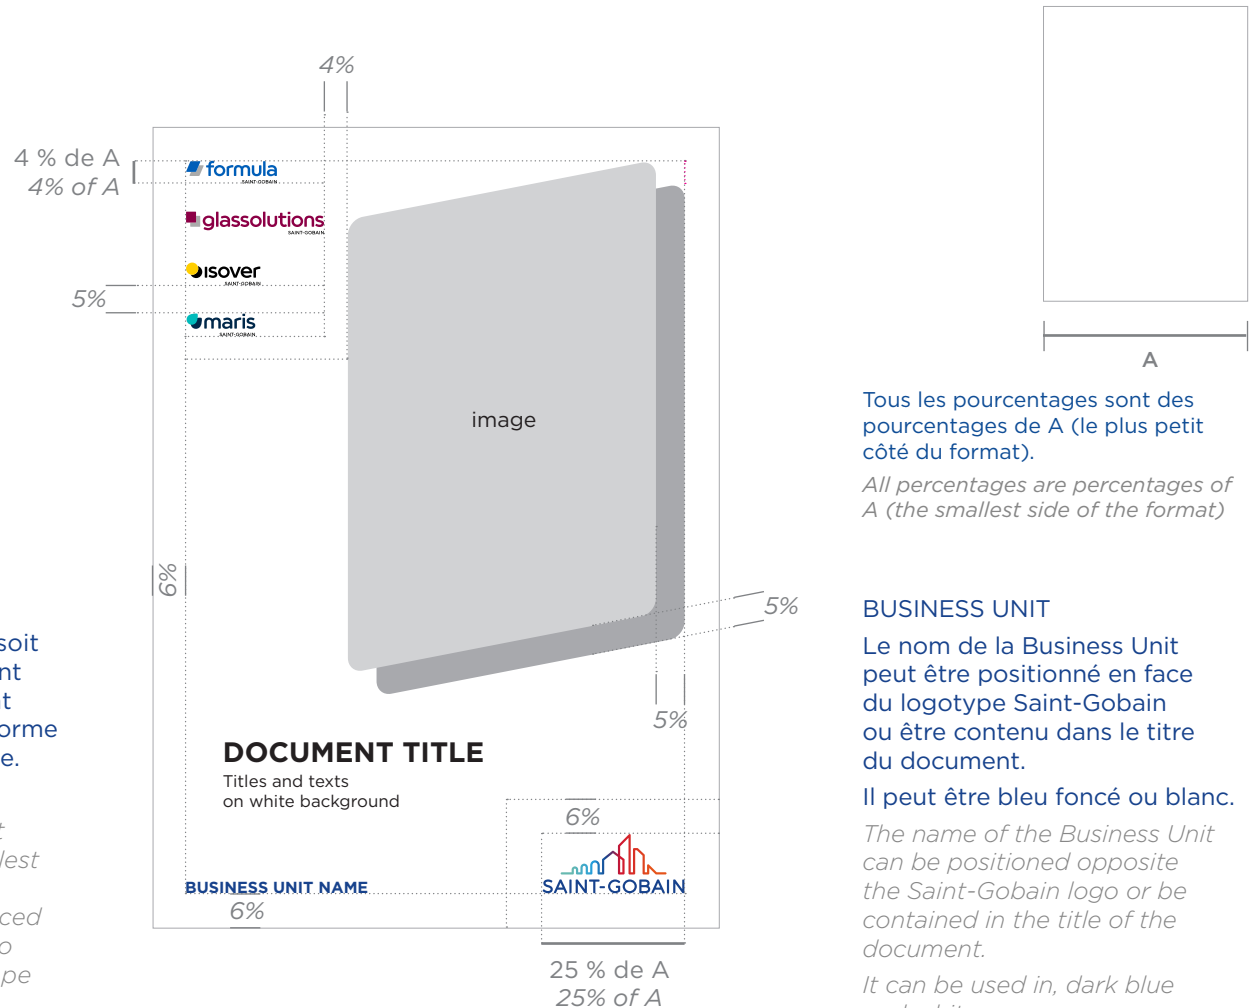 4%
4 % de A
4% of A
formula
SAINT-GOBAIN
glassolutions
SAINT-GOBAIN
isover
SAINT-GOBAIN
5%
maris
SAINT-GOBAIN
image
6%
5%
5%
DOCUMENT TITLE
Titles and texts
on white background
6%
SAINT-GOBAIN
BUSINESS UNIT NAME
6%
25 % de A
25% of A
soit
nt
t
orme
e.
t
lest
ced
o
pe
A
Tous les pourcentages sont des
pourcentages de A (le plus petit
côté du format).
All percentages are percentages of
A (the smallest side of the format)
BUSINESS UNIT
Le nom de la Business Unit
peut être positionné en face
du logotype Saint-Gobain
ou être contenu dans le titre
du document.
Il peut être bleu foncé ou blanc.
The name of the Business Unit
can be positioned opposite
the Saint-Gobain logo or be
contained in the title of the
document.
It can be used in, dark blue